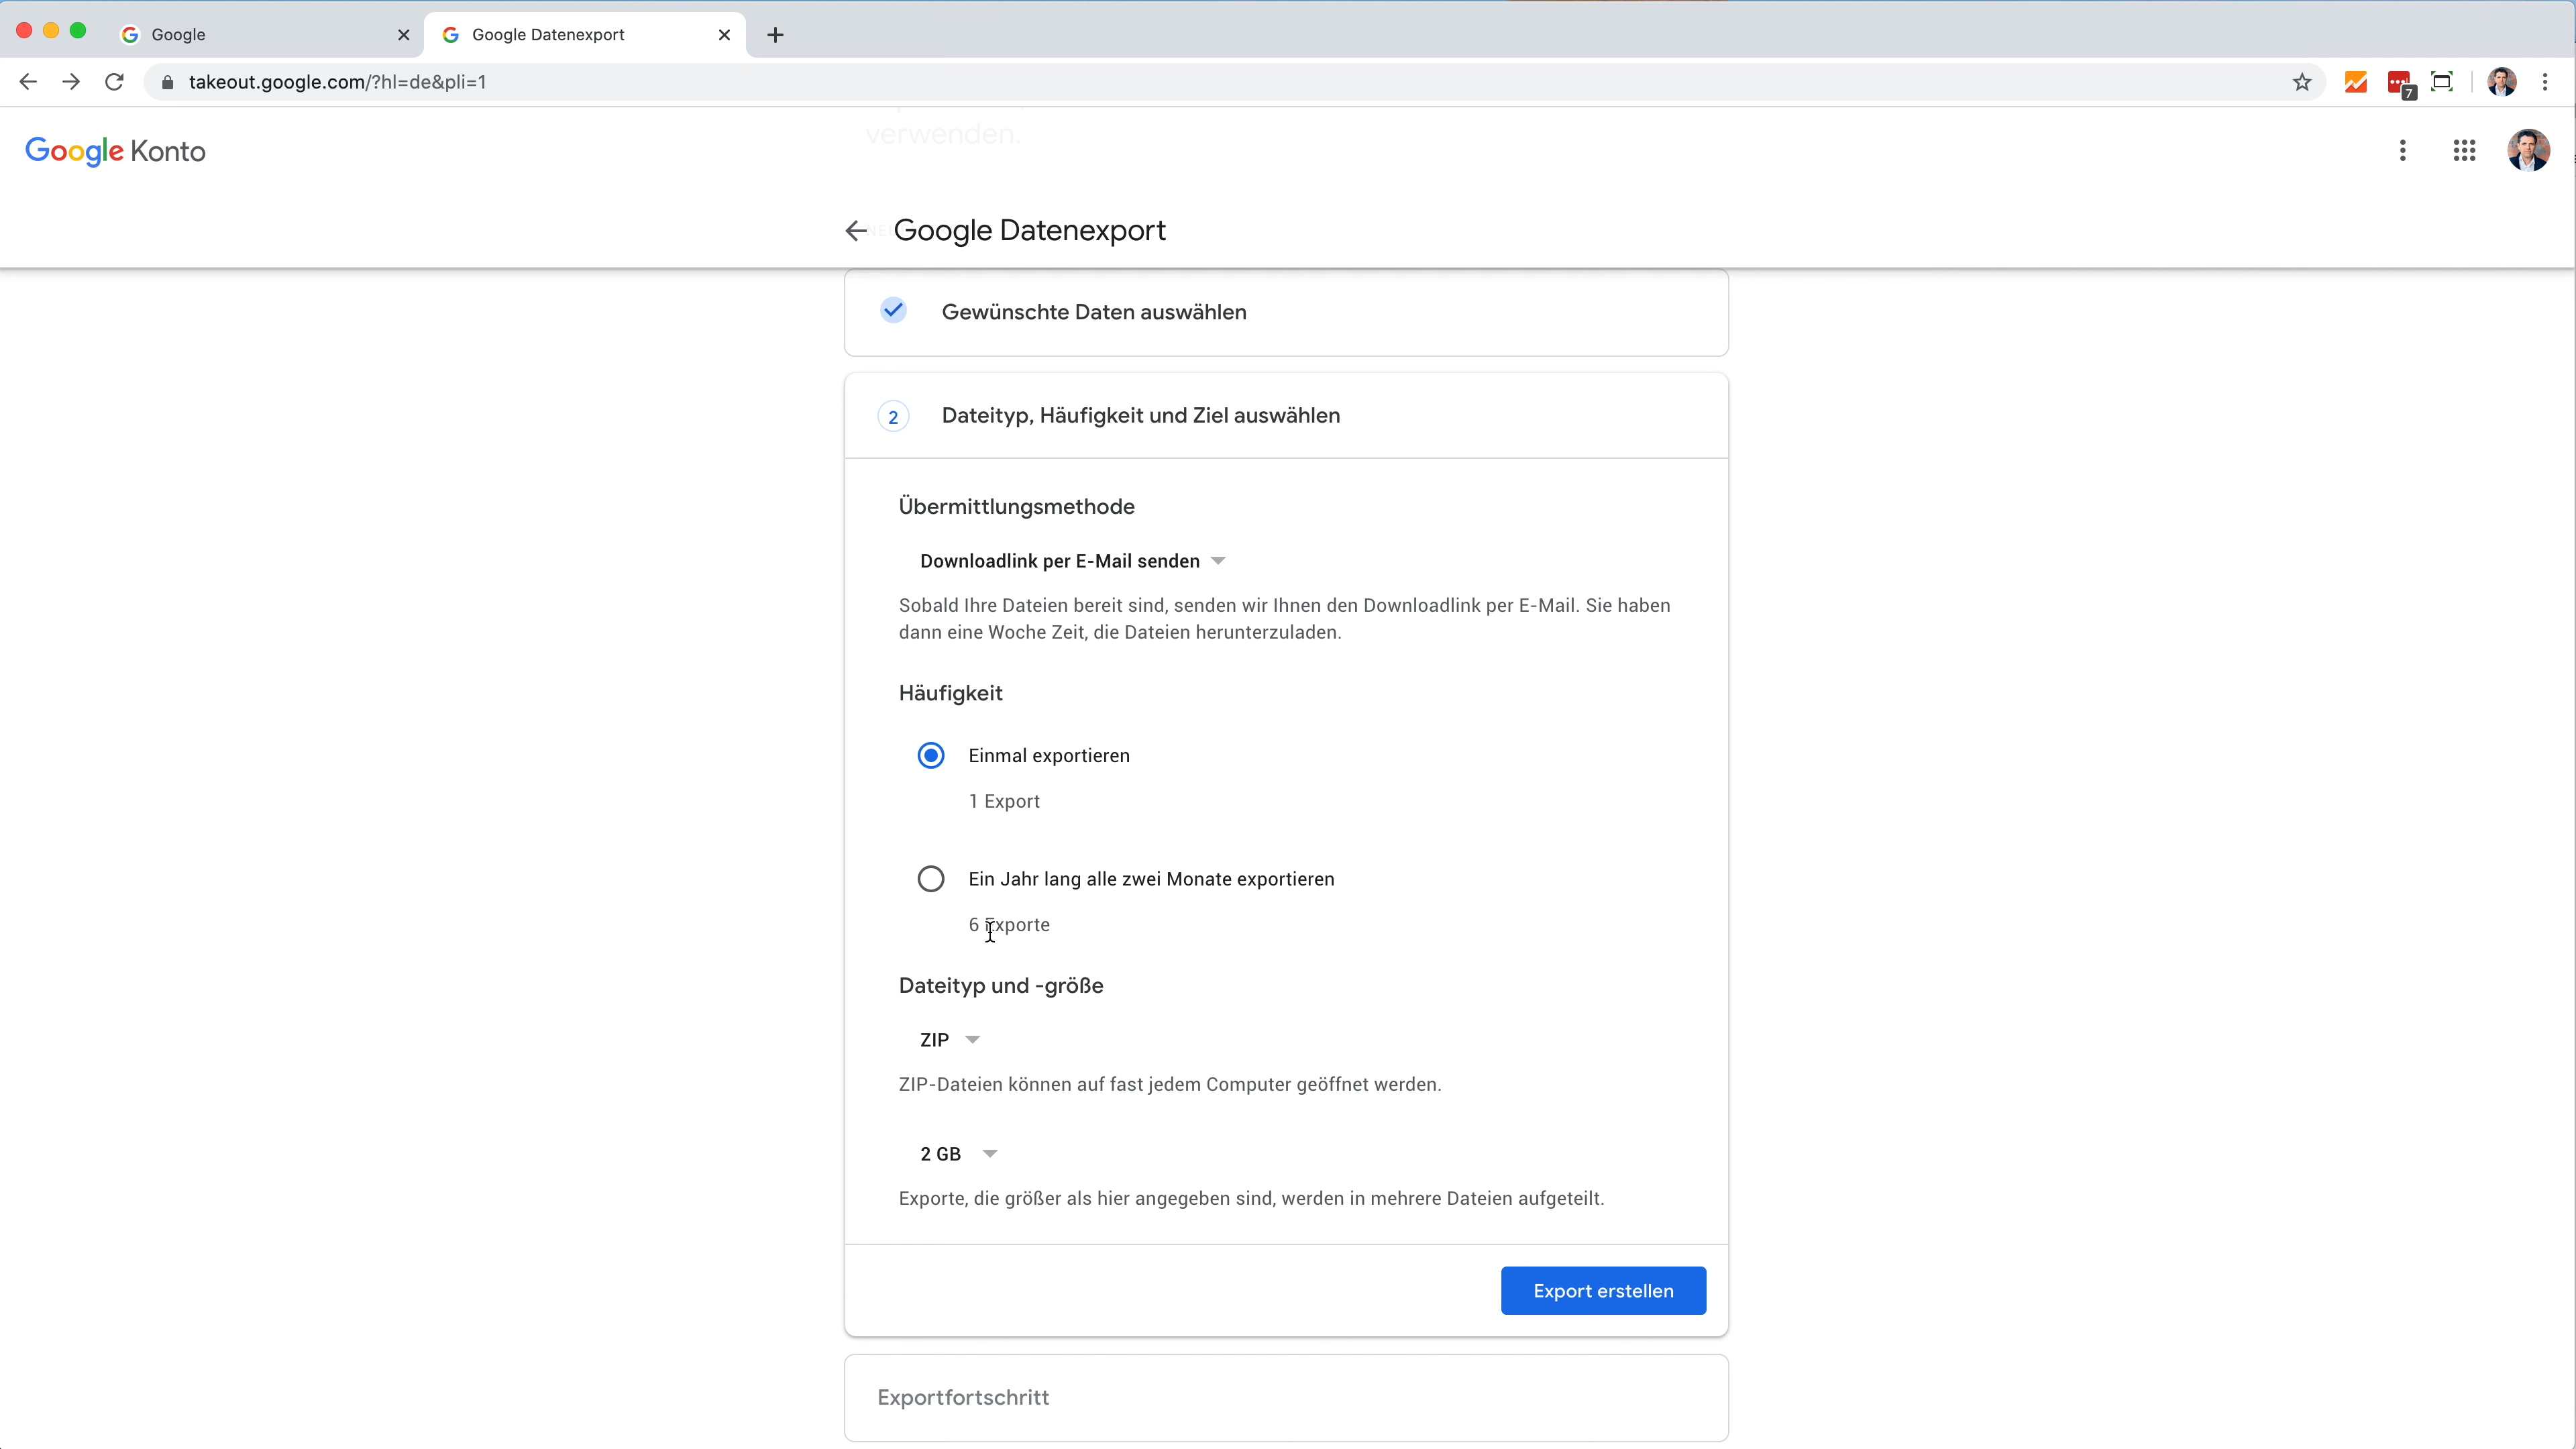 Google
Google Datenexport
takeout.google.com/?hl=de&pli=1
7
verwenden.
Google Konto
Google Datenexport
Gewünschte Daten auswählen
2 Dateityp, Häufigkeit und Ziel auswählen
Übermittlungsmethode
Downloadlink per E-Mail senden
Sobald Ihre Dateien bereit sind, senden wir Ihnen den Downloadlink per E-Mail. Sie haben
dann eine Woche Zeit, die Dateien herunterzuladen.
Häufigkeit
Einmal exportieren
1 Export
Ein Jahr lang alle zwei Monate exportieren
6 Exporte
Dateityp und -größe
ZIP
ZIP-Dateien können auf fast jedem Computer geöffnet werden.
2 GB
Exporte, die größer als hier angegeben sind, werden in mehrere Dateien aufgeteilt.
Export erstellen
Exportfortschritt